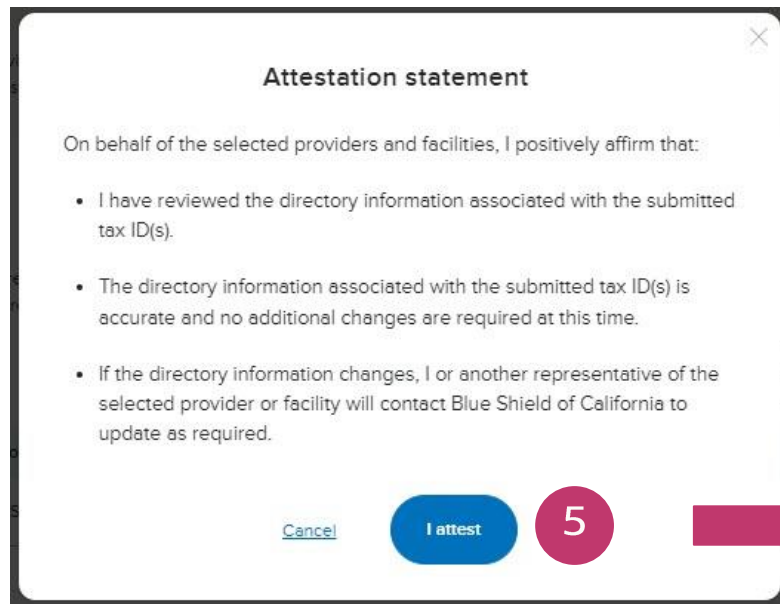 Attestation statement
On behalf of the selected providers and facilities, I positively affirm that:
• I have reviewed the directory information associated with the submitted
tax ID(s).
• The directory information associated with the submitted tax ID(s) is
accurate and no additional changes are required at this time.
• If the directory information changes, I or another representative of the
selected provider or facility will contact Blue Shield of California to
update as required.
Cancel I attest 5